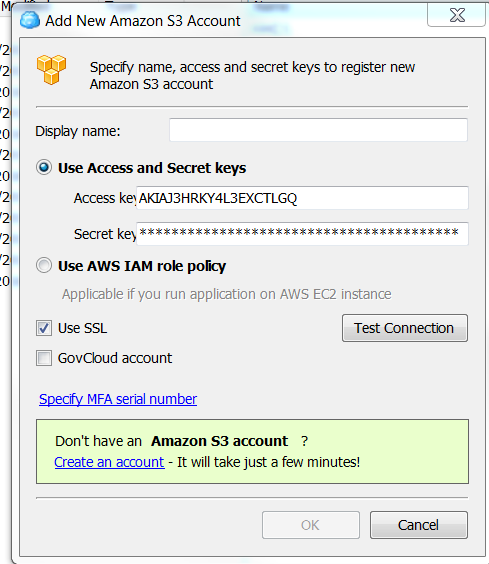 Add New Amazon S3 Account
Specify name, access and secret keys to register new
Amazon S3 account
Display name:
Use Access and Secret keys
Access key AKIAJ3HRKY4L3EXCTLGQ
Secret key ****************************************
Use AWS IAM role policy
Applicable if you run application on AWS EC2 instance
Use SSL
Test Connection
GovCloud account
Specify MFA serial number
Don't have an Amazon S3 account ?
Create an account - It will take just a few minutes!
OK
Cancel